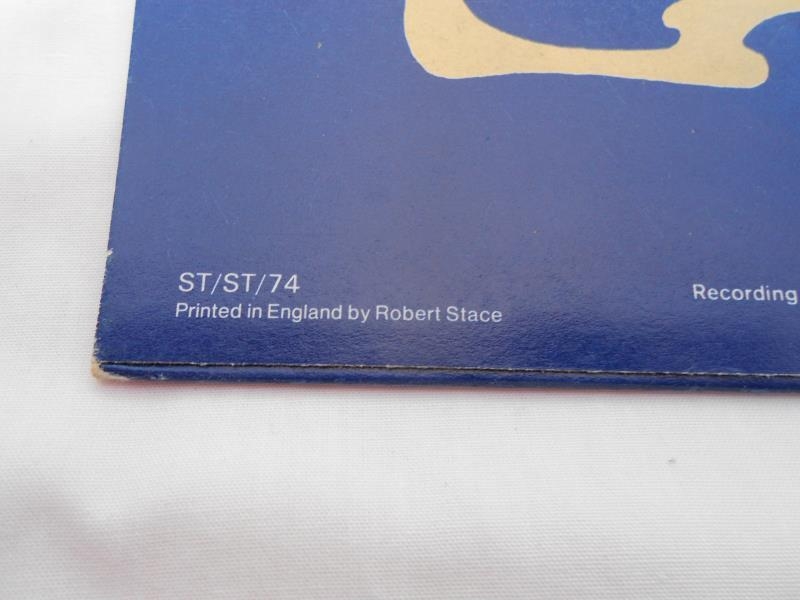 ST/ST/74
Printed in England by Robert Stace
Recording